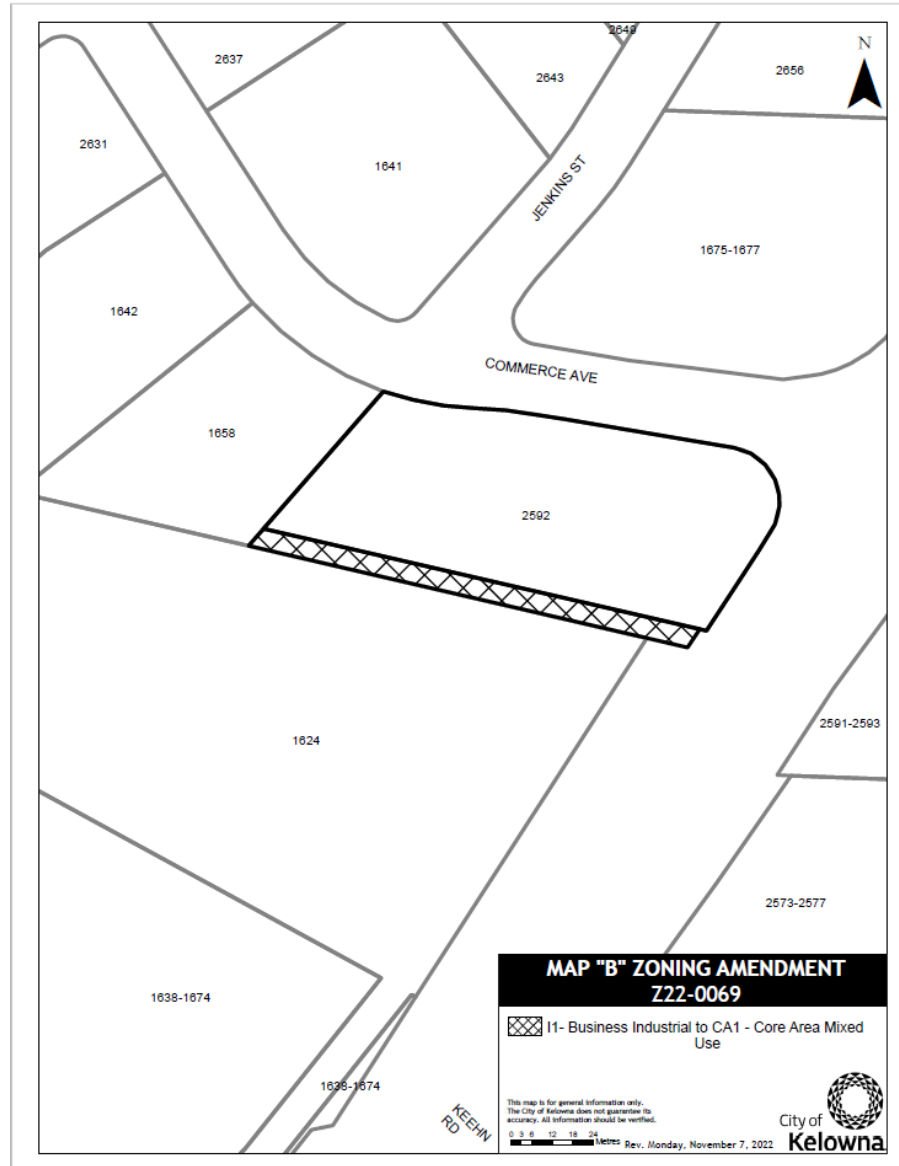 2649
2637
2643
2656
N
2631
1641
JENKINS ST
1675-1677
1642
COMMERCE AVE
1658
2592
2591-2593
1624
2573-2577
1638-1674
1638-1674
KEEHN
RD
MAP "B" ZONING AMENDMENT
Z22-0069
I1- Business Industrial to CA1 - Core Area Mixed
Use
This map is for general information only.
The City of Kelowna does not guarantee its
accuracy. All information should be verified.
0 3 6 12 18 24
Metres
Rev. Monday, November 7, 2022
City of
Kelowna